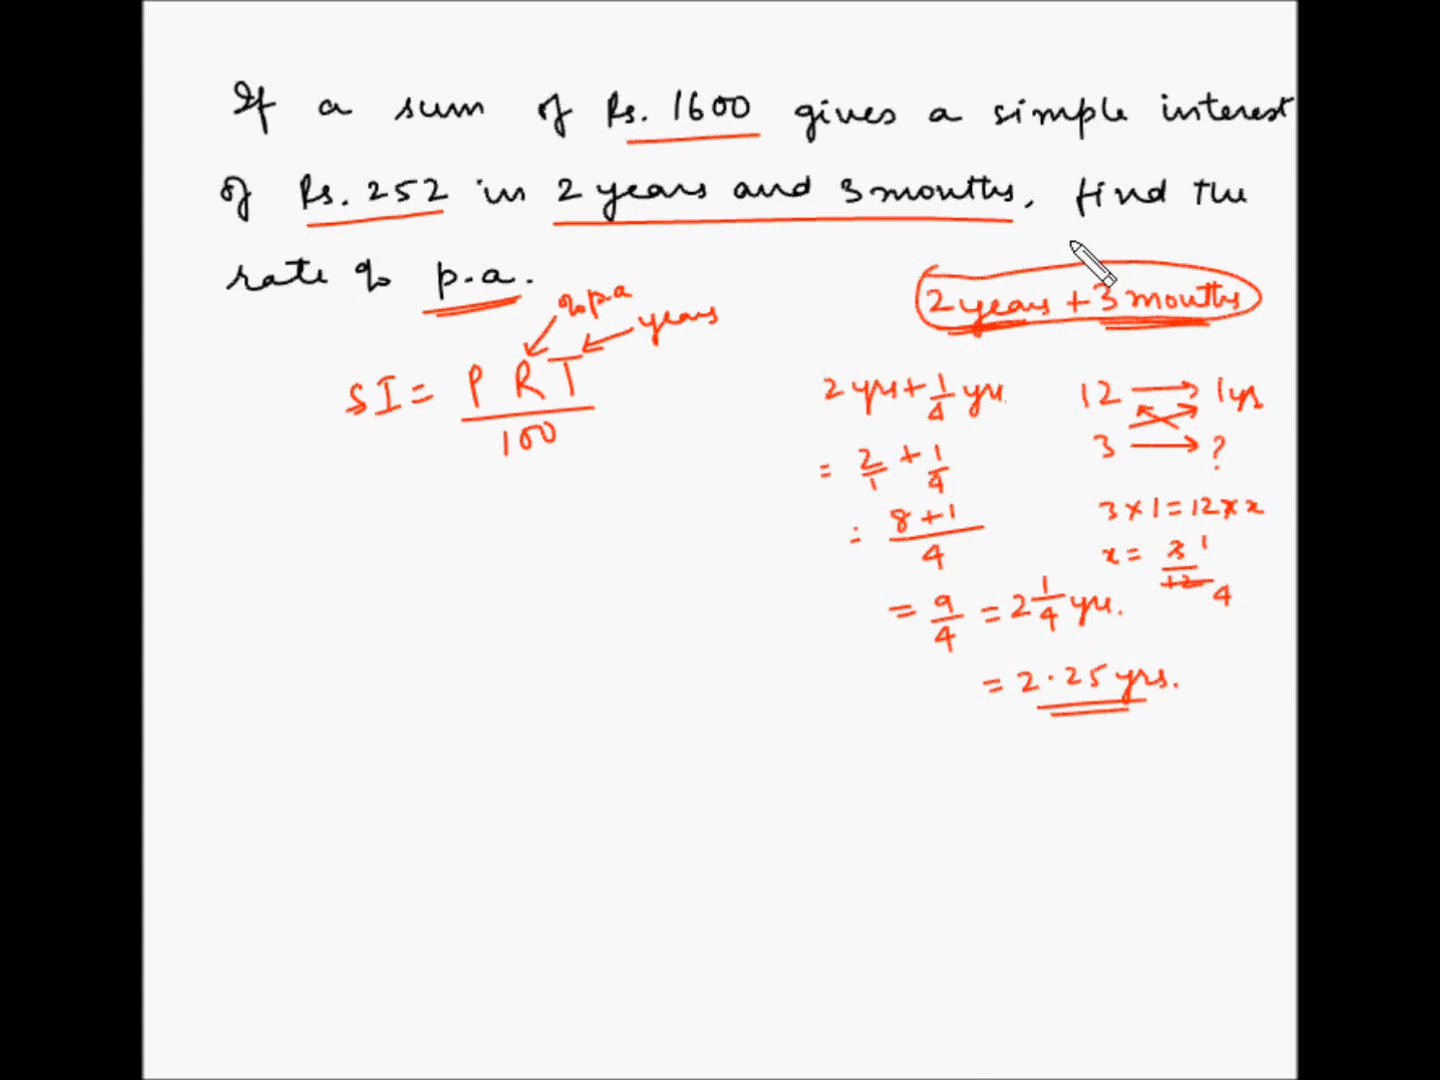 If a sum of Rs. 1600 gives a simple interest
of Rs. 252 in 2 years and 3 months, find the
rate % p.a.
% p.a
years
SI = P R T
100
2 years + 3 months
2 yrs + 1/4 yrs.
= 2/1 + 1/4
= 8+1
4
= 9/4 = 2 1/4 yrs.
= 2.25 yrs.
12 → 1 yr
3 → ?
3 × 1 = 12 × x
x = 3 1
12 4